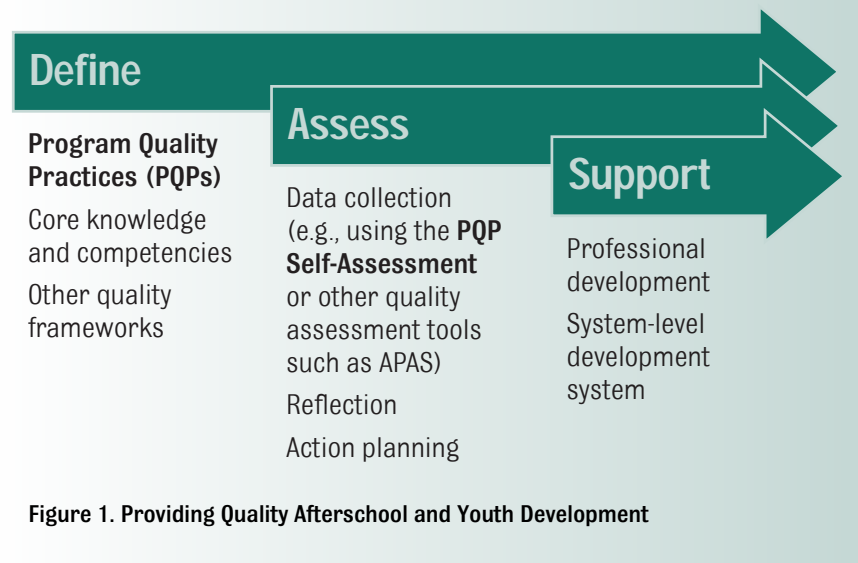 Define
Program Quality
Practices (PQPs)
Core knowledge
and competencies
Other quality
frameworks
Assess
Data collection
(e.g., using the PQP
Self-Assessment
or other quality
assessment tools
such as APAS)
Reflection
Action planning
Support
Professional
development
System-level
development
system
Figure 1. Providing Quality Afterschool and Youth Development